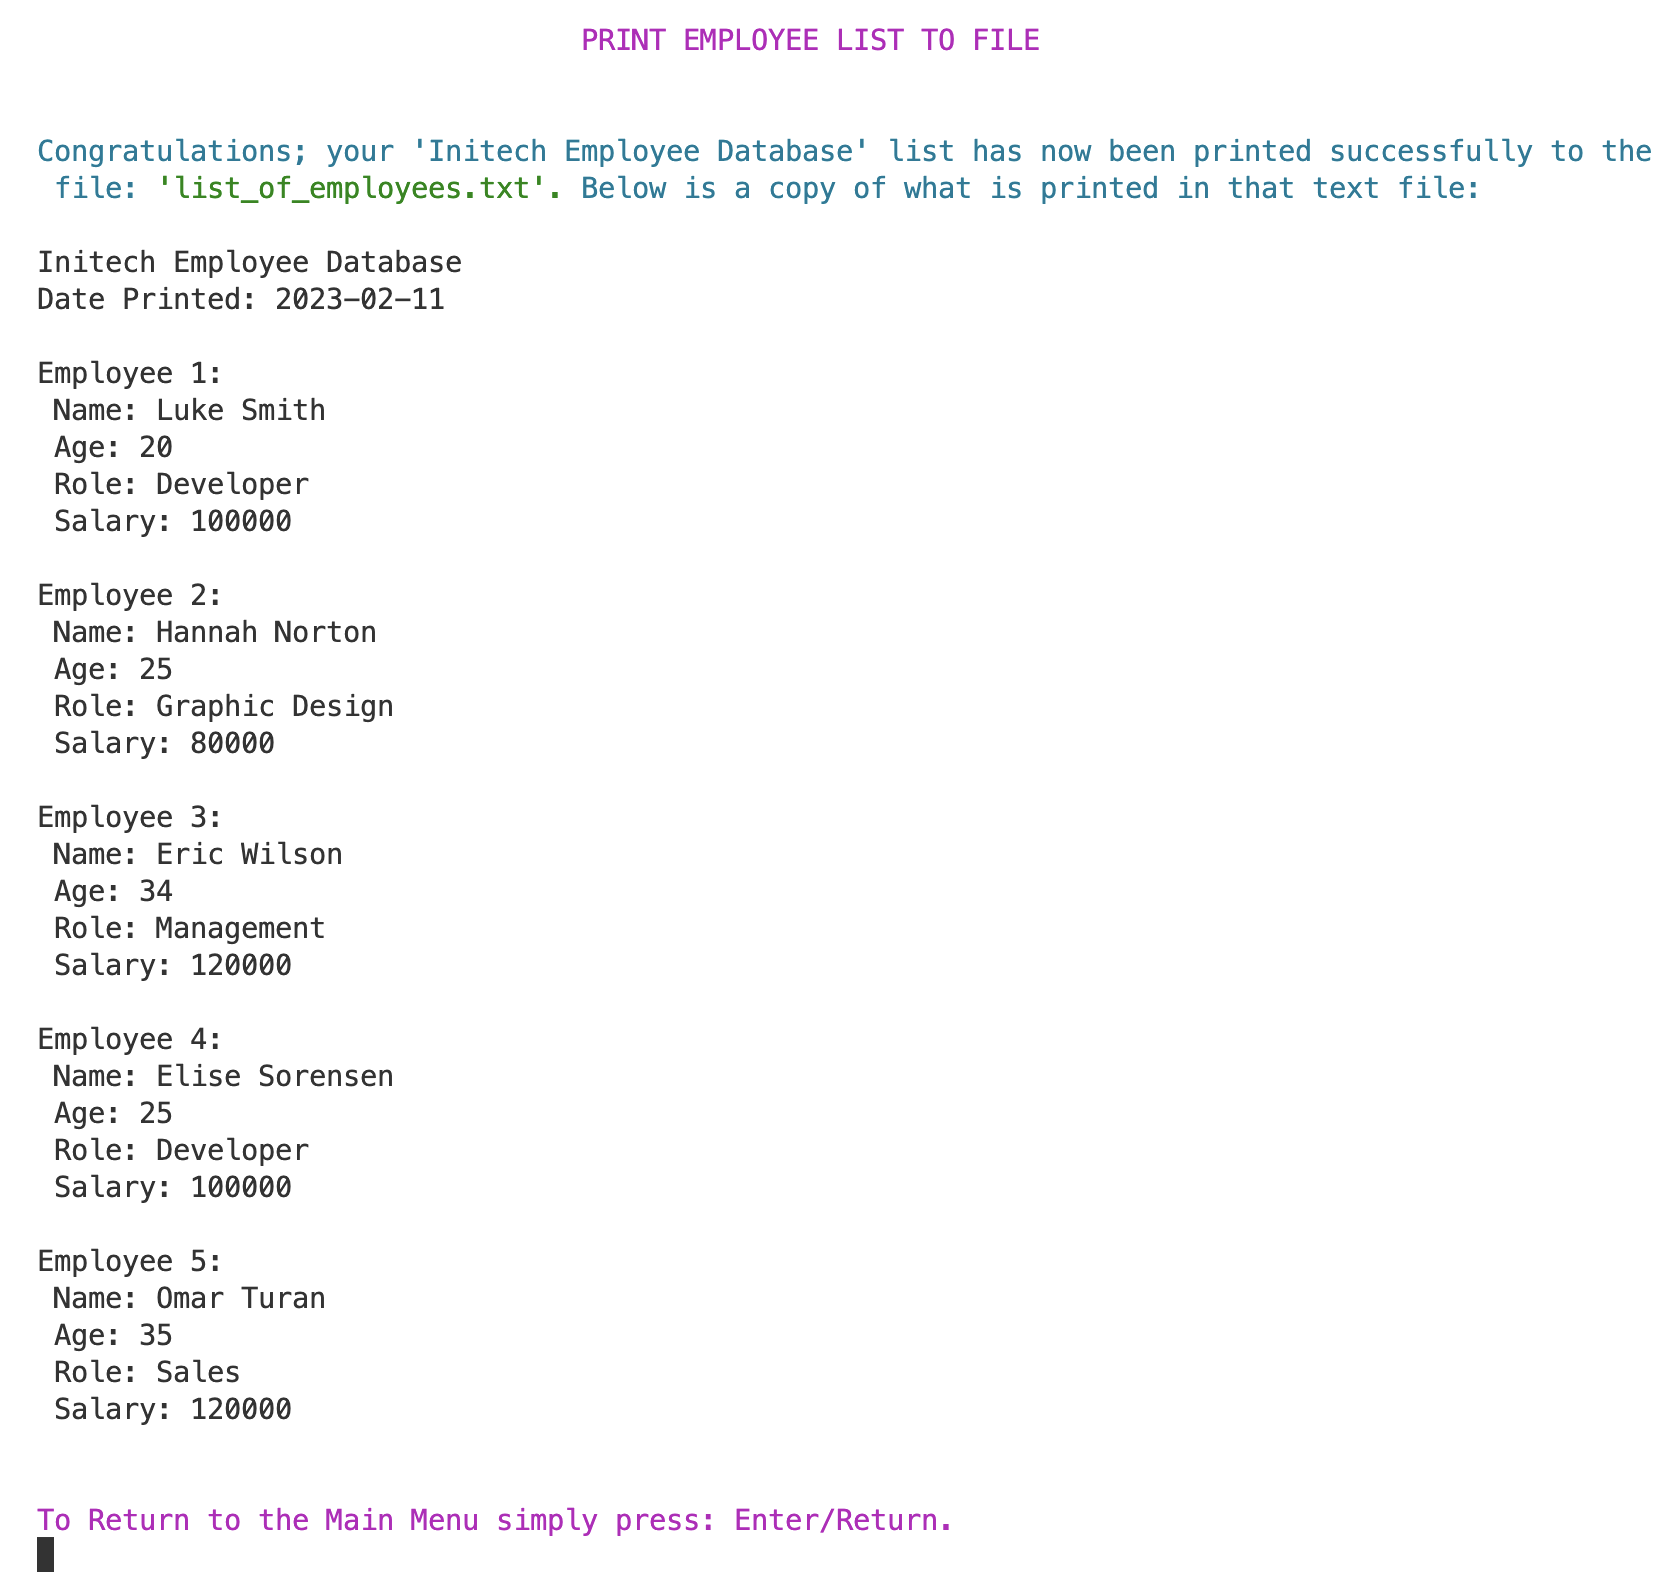 PRINT EMPLOYEE LIST TO FILE
Congratulations; your 'Initech Employee Database' list has now been printed successfully to the
file: 'list_of_employees.txt'. Below is a copy of what is printed in that text file:
Initech Employee Database
Date Printed: 2023-02-11
Employee 1:
Name: Luke Smith
Age: 20
Role: Developer
Salary: 100000
Employee 2:
Name: Hannah Norton
Age: 25
Role: Graphic Design
Salary: 80000
Employee 3:
Name: Eric Wilson
Age: 34
Role: Management
Salary: 120000
Employee 4:
Name: Elise Sorensen
Age: 25
Role: Developer
Salary: 100000
Employee 5:
Name: Omar Turan
Age: 35
Role: Sales
Salary: 120000
To Return to the Main Menu simply press: Enter/Return.